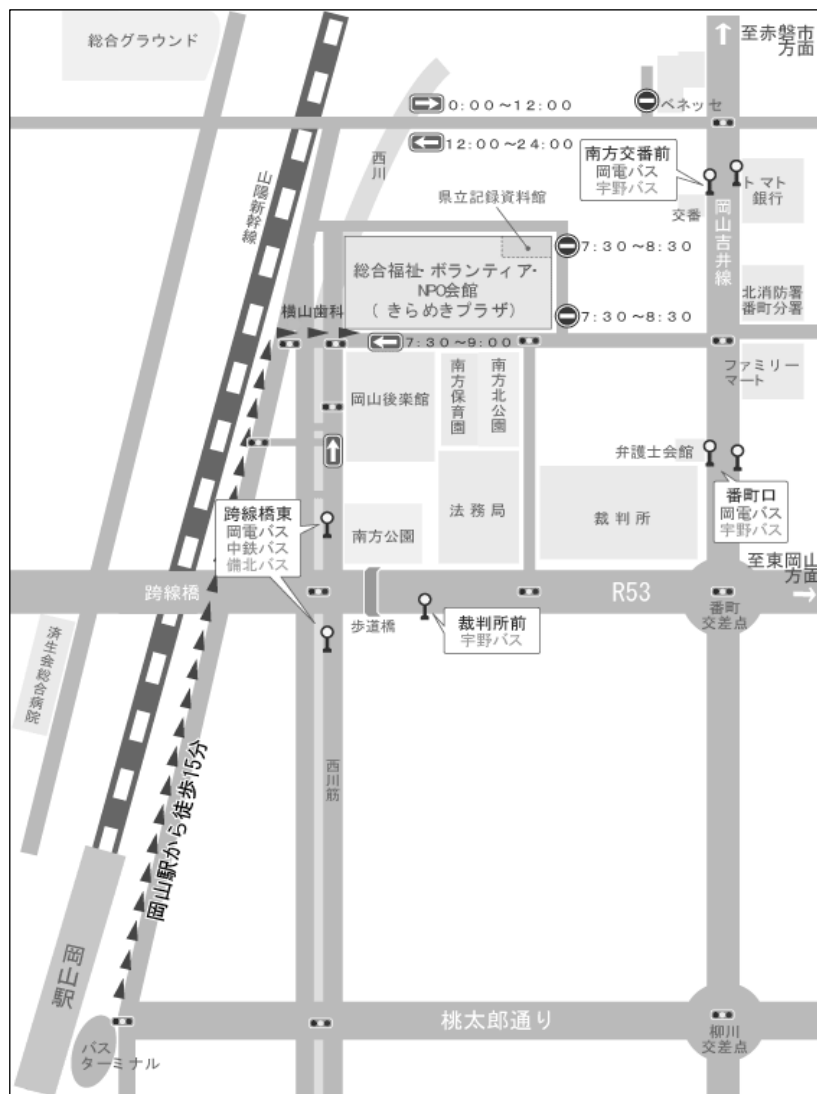 総合グラウンド
至赤磐市
方面
0:00～12:00
ベネッセ
12:00～24:00
西川
山陽新幹線
南方交番前
岡電バス
宇野バス
トマト
銀行
交番
岡山吉井線
県立記録資料館
7:30～8:30
総合福祉・ボランティア・
NPO会館
(きらめきプラザ)
北消防署
番町分署
横山歯科
7:30～8:30
7:30～9:00
ファミリー
マート
岡山後楽館
南方保育園
南方北公園
弁護士会館
番町口
岡電バス
宇野バス
跨線橋東
岡電バス
中鉄バス
備北バス
南方公園
法務局
裁判所
至東岡山
方面
跨線橋
R53
番町
交差点
歩道橋
裁判所前
宇野バス
済生会総合病院
西川筋
岡山駅から徒歩15分
岡山駅
桃太郎通り
柳川
交差点
バス
ターミナル